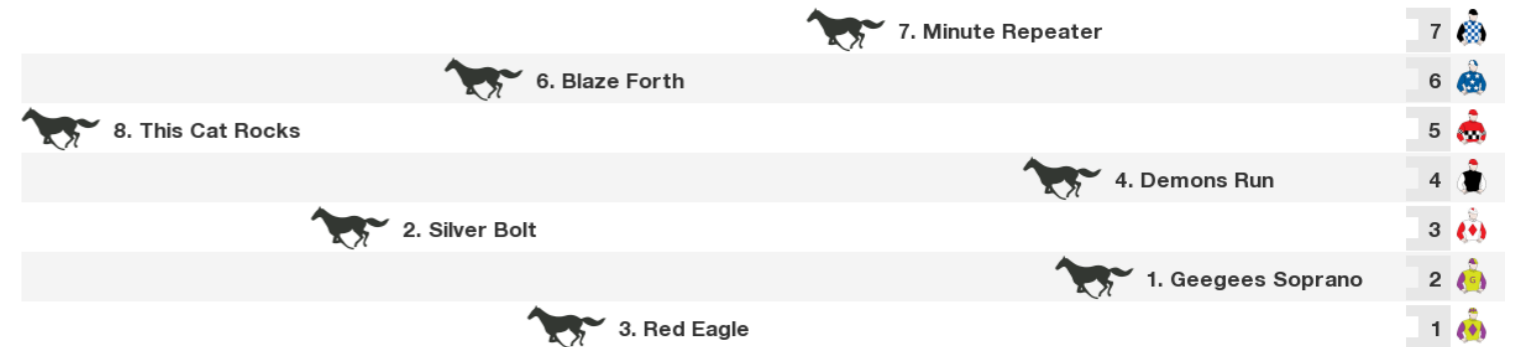 7. Minute Repeater 7
6. Blaze Forth 6
8. This Cat Rocks 5
4. Demons Run 4
2. Silver Bolt 3
1. Geegees Soprano 2 G
3. Red Eagle 1